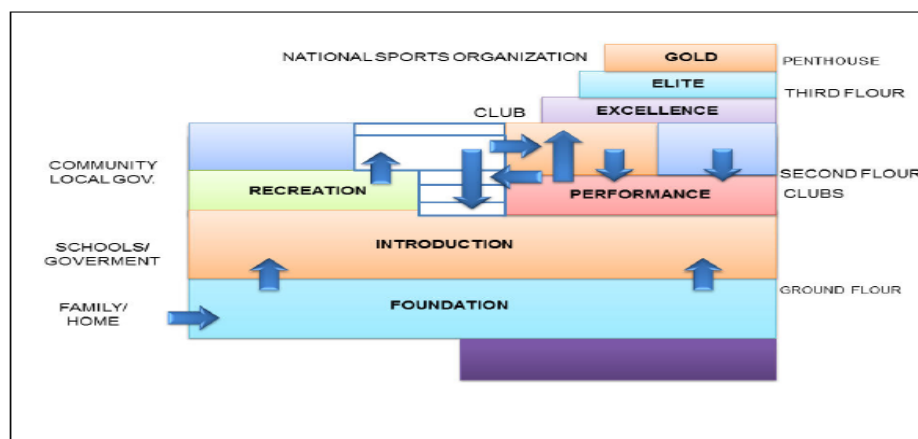 NATIONAL SPORTS ORGANIZATION
GOLD
PENTHOUSE
ELITE
THIRD FLOUR
EXCELLENCE
CLUB
COMMUNITY
LOCAL GOV.
RECREATION
PERFORMANCE
SECOND FLOUR
CLUBS
SCHOOLS/
GOVERMENT
INTRODUCTION
FAMILY/
HOME
FOUNDATION
GROUND FLOUR